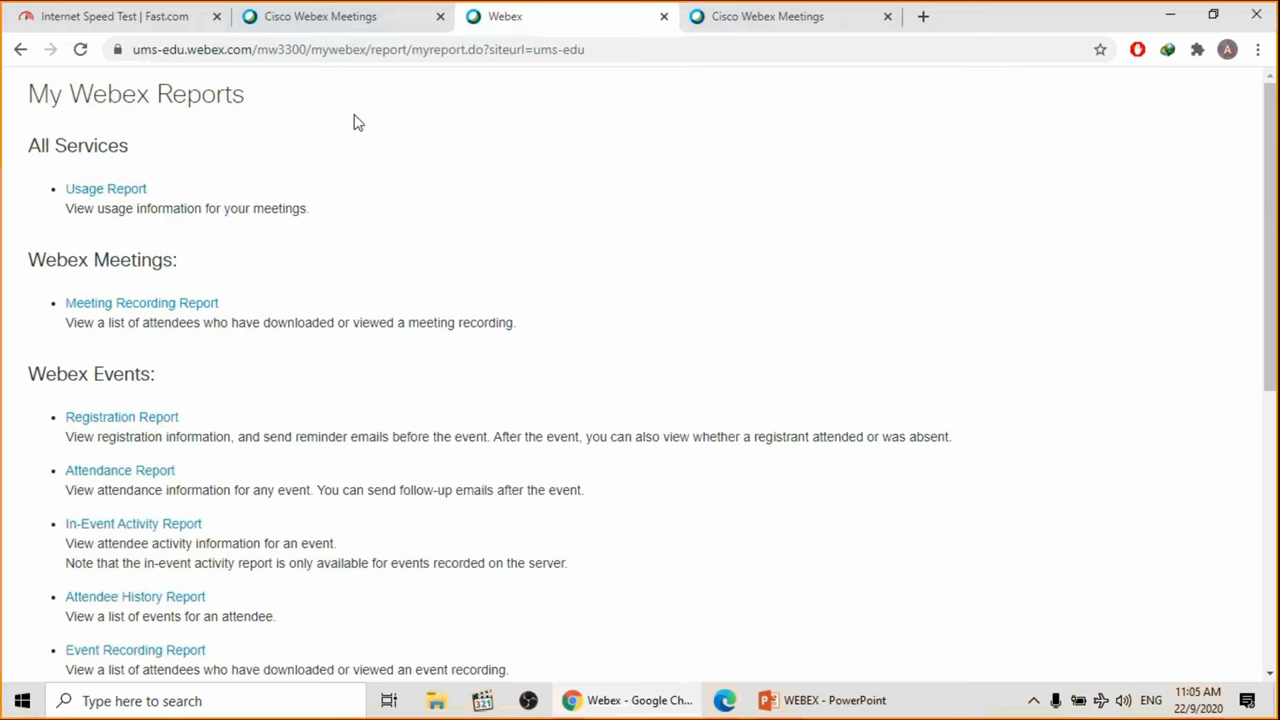 Internet Speed Test | Fast.com
Cisco Webex Meetings
Webex
Cisco Webex Meetings
ums-edu.webex.com/mw3300/mywebex/report/myreport.do?siteurl=ums-edu
A
My Webex Reports
All Services
Usage Report
View usage information for your meetings.
Webex Meetings:
Meeting Recording Report
View a list of attendees who have downloaded or viewed a meeting recording.
Webex Events:
Registration Report
View registration information, and send reminder emails before the event. After the event, you can also view whether a registrant attended or was absent.
Attendance Report
View attendance information for any event. You can send follow-up emails after the event.
In-Event Activity Report
View attendee activity information for an event.
Note that the in-event activity report is only available for events recorded on the server.
Attendee History Report
View a list of events for an attendee.
Event Recording Report
View a list of attendees who have downloaded or viewed an event recording.
Type here to search
321
Webex - Google Ch...
WEBEX - PowerPoint
ENG
11:05 AM
22/9/2020